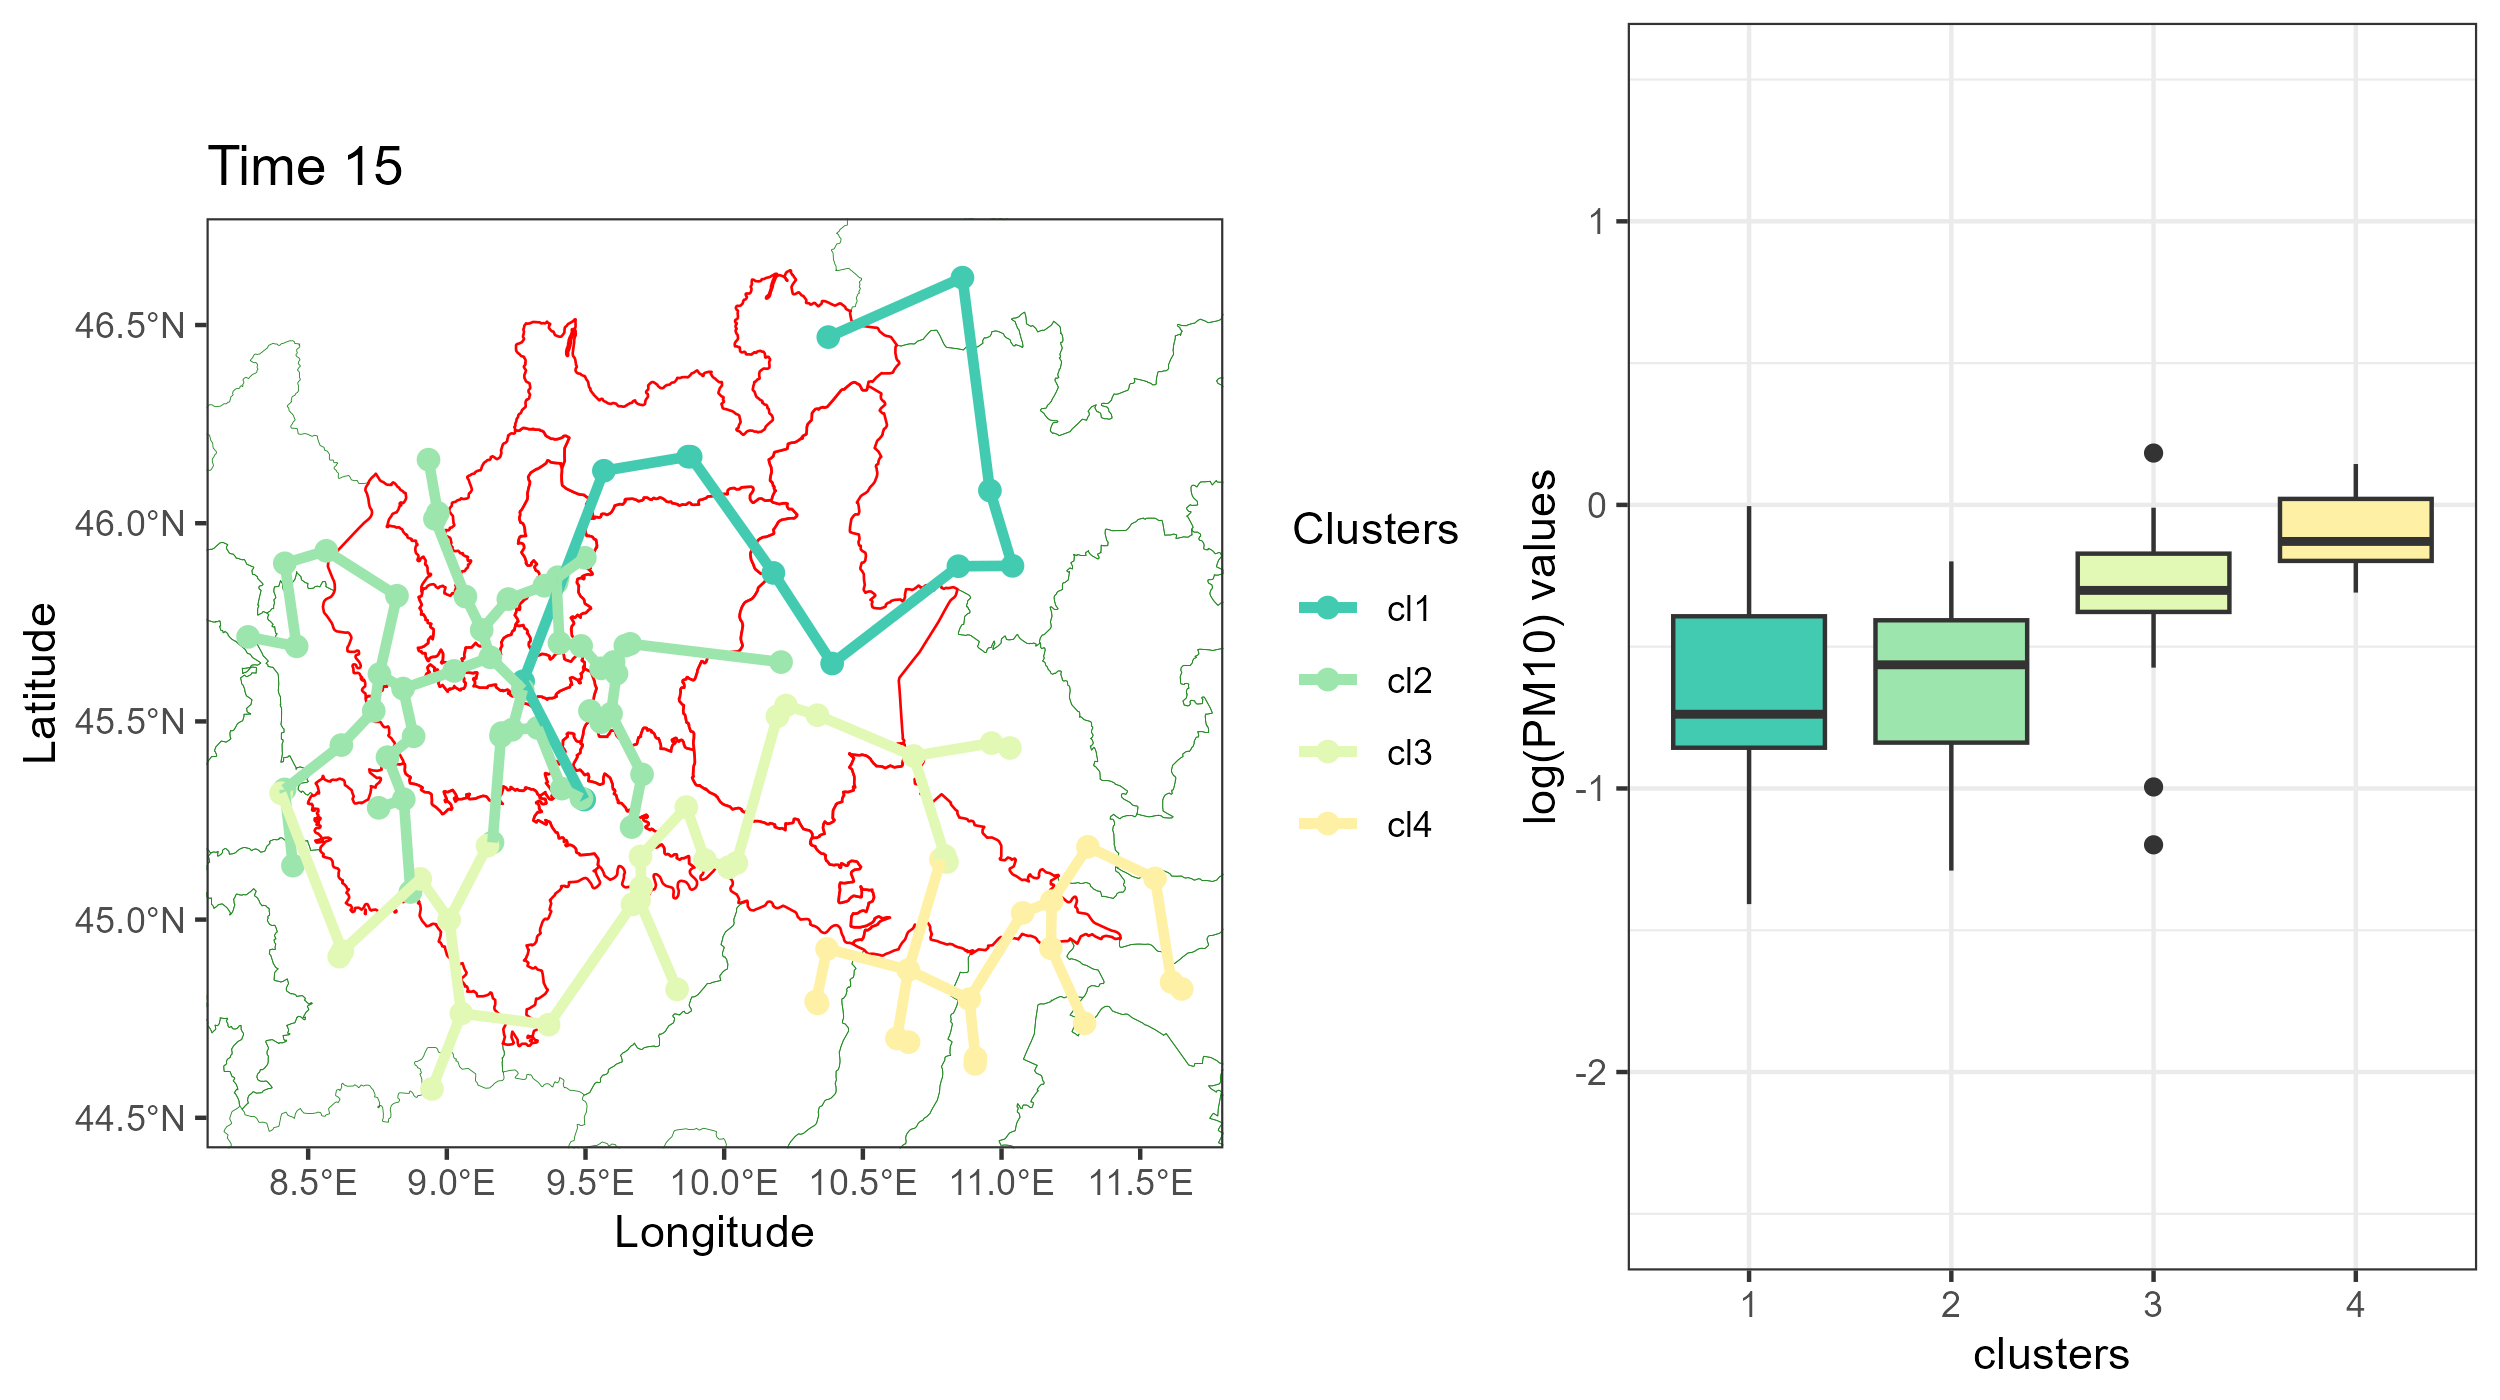 Time 15
46.5°N
46.0°N
45.5°N
45.0°N
44.5°N
Latitude
8.5°E 9.0°E 9.5°E 10.0°E 10.5°E 11.0°E 11.5°E
Longitude
Clusters
cl1
cl2
cl3
cl4
log(PM10) values
1
0
-1
-2
1 2 3 4
clusters